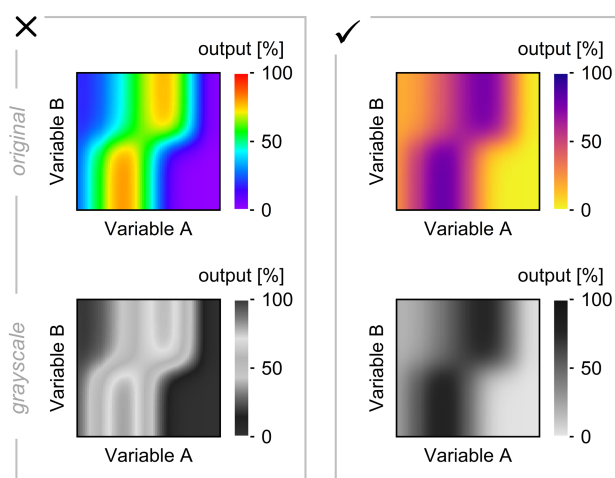 original
output [%]
100
50
0
Variable B
Variable A
output [%]
100
50
0
Variable B
Variable A
grayscale
output [%]
100
50
0
Variable B
Variable A
output [%]
100
50
0
Variable B
Variable A